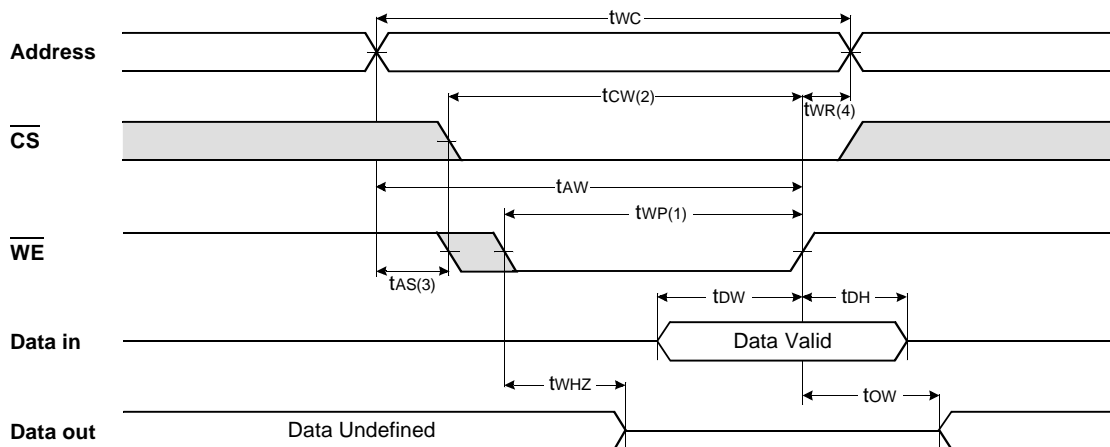 tWC
Address
tCW(2)
tWR(4)
CS
tAW
tWP(1)
WE
tAS(3)
tDW
tDH
Data in
Data Valid
tWHZ
tOW
Data out
Data Undefined